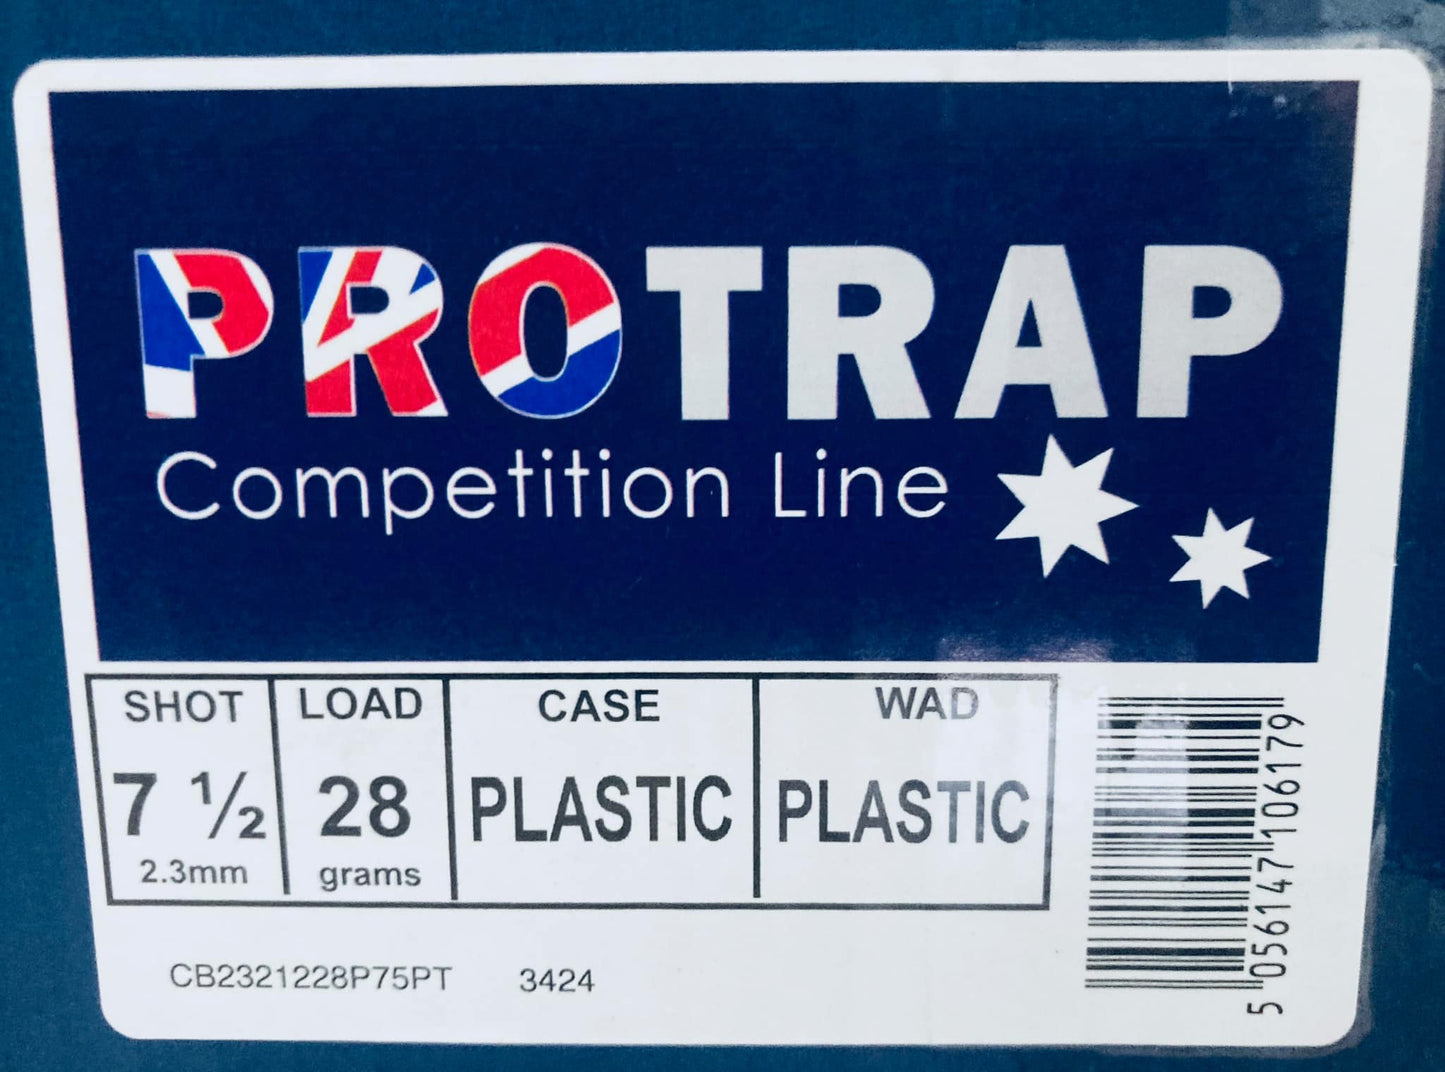 PROTRAP
Competition Line
SHOT LOAD CASE WAD
7 ½ 28 PLASTIC PLASTIC
2.3mm grams
CB2321228P75PT 3424
5 056147 106179